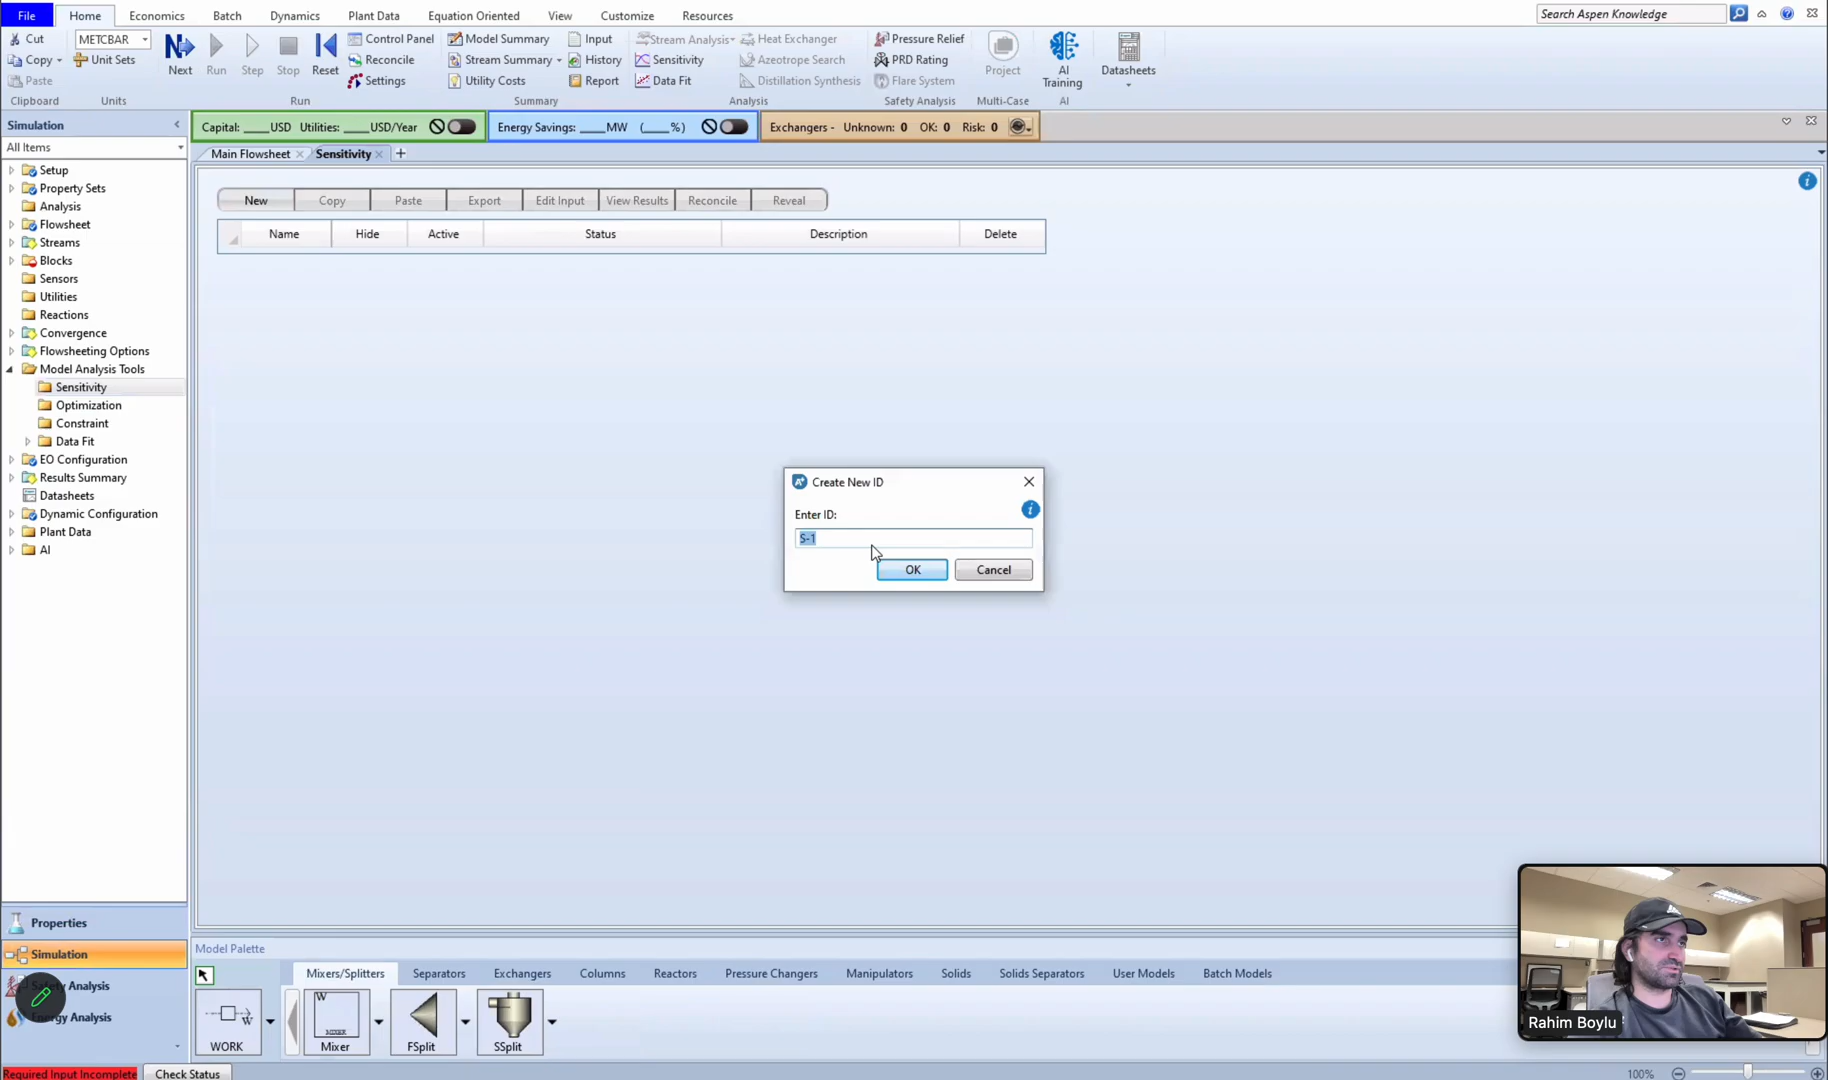 File Home Economics Batch Dynamics Plant Data Equation Oriented View Customize Resources Search Aspen Knowledge
Cut METCBAR Control Panel Model Summary Input Stream Analysis Heat Exchanger Pressure Relief
Copy Unit Sets Next Run Step Stop Reset Reconcile Stream Summary History Sensitivity Azeotrope Search PRD Rating Project AI Training Datasheets
Paste Settings Utility Costs Report Data Fit Distillation Synthesis Flare System
Clipboard Units Run Summary Analysis Safety Analysis Multi-Case AI
Simulation
Capital: ____USD Utilities: ____USD/Year Energy Savings: ____MW (____%) Exchangers - Unknown: 0 OK: 0 Risk: 0
All Items
Main Flowsheet Sensitivity +
Setup
Property Sets
Analysis
Flowsheet
Streams
Blocks
Sensors
Utilities
Reactions
Convergence
Flowsheeting Options
Model Analysis Tools
Sensitivity
Optimization
Constraint
Data Fit
EO Configuration
Results Summary
Datasheets
Dynamic Configuration
Plant Data
AI
New Copy Paste Export Edit Input View Results Reconcile Reveal
Name Hide Active Status Description Delete
Create New ID
Enter ID:
S-1
OK Cancel
Properties
Simulation
Analysis
Energy Analysis
Model Palette
Mixers/Splitters Separators Exchangers Columns Reactors Pressure Changers Manipulators Solids Solids Separators User Models Batch Models
W
W
MIXER
WORK Mixer FSplit SSplit
Rahim Boylu
Required Input Incomplete Check Status 100%